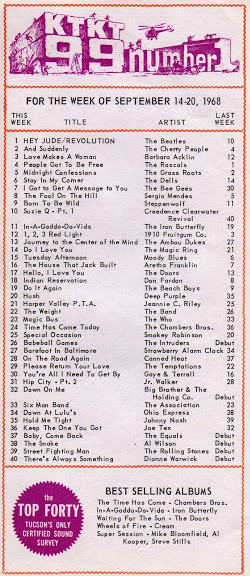 KTKT
99 number 1
FOR THE WEEK OF SEPTEMBER 14-20, 1968
THIS WEEK TITLE ARTIST LAST WEEK
1 HEY JUDE/REVOLUTION The Beatles 10
2 And Suddenly The Cherry People 4
3 Love Makes A Woman Barbara Acklin 12
4 People Got To Be Free The Rascals 1
5 Midnight Confessions The Grass Roots 2
6 Stay In My Corner The Dells 14
7 I Got to Get A Message to You The Bee Gees 30
8 The Fool On The Hill Sergio Mendes 5
9 Born To Be Wild Steppenwolf 11
10 Suzie Q - Pt. 1 Creedence Clearwater
Revival 40
11 In-A-Gadda-Da-Vida The Iron Butterfly 19
12 1, 2, 3 Red Light 1910 Fruitgum Co. 3
13 Journey to the Center of the Mind The Amboy Dukes 27
14 Do I Love You The Magic Ring 21
15 Tuesday Afternoon Moody Blues 6
16 The House That Jack Built Aretha Franklin 7
17 Hello, I Love You The Doors 13
18 Indian Reservation Don Fardon 8
19 Do It Again The Beach Boys 9
20 Hush Deep Purple 35
21 Harper Valley P.T.A. Jeannie C. Riley 25
22 The Weight The Band 26
23 Magic Bus The Who 33
24 Time Has Come Today The Chambers Bros. 36
25 Special Occasion Smokey Robinson 20
26 Babeball Games The Intruders Debut
27 Barefoot In Baltimore Strawberry Alarm Clock 34
28 On The Road Again Canned Heat 37
29 Please Return Your Love The Temptations 22
30 You're All I Need To Get By Gaye & Terrell 16
31 Hip City - Pt. 2 Jr. Walker 28
32 Down On Me Big Brother & The
Holding Co. Debut
33 Six Man Band The Association 23
34 Down At Lulu's Ohio Express 38
35 Hold Me Tight Johnny Nash 39
36 Keep The One You Got Joe Tex 32
37 Baby, Come Back The Equals Debut
38 The Snake Al Wilson Debut
39 Street Fighting Man The Rolling Stones Debut
40 There's Always Something Dionne Warwick Debut
the
TOP FORTY
TUCSON'S ONLY
CERTIFIED SOUND
SURVEY
BEST SELLING ALBUMS
The Time Has Come - Chambers Bros.
In-A-Gadda-Da-Vida - Iron Butterfly
Waiting For The Sun - The Doors
Wheels of Fire - Cream
Super Session - Mike Bloomfield, Al
Kooper, Steve Stills